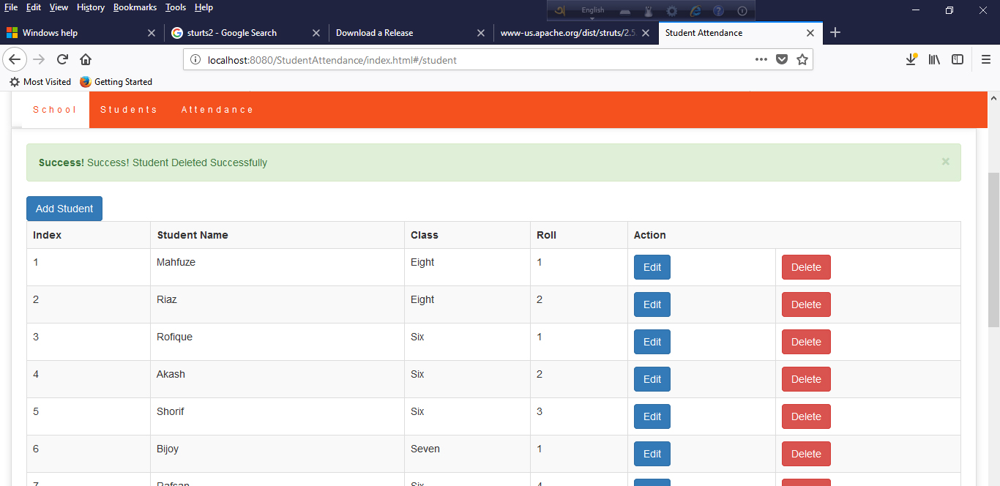 File Edit View History Bookmarks Tools Help
English
Windows help
sturts2 - Google Search
Download a Release
www-us.apache.org/dist/struts/2.5.
Student Attendance
localhost:8080/StudentAttendance/index.html#/student
Most Visited Getting Started
School Students Attendance
Success! Success! Student Deleted Successfully
×
Add Student
Index Student Name Class Roll Action
1 Mahfuze Eight 1 Edit Delete
2 Riaz Eight 2 Edit Delete
3 Rofique Six 1 Edit Delete
4 Akash Six 2 Edit Delete
5 Shorif Six 3 Edit Delete
6 Bijoy Seven 1 Edit Delete
7 Rafsan Six 4